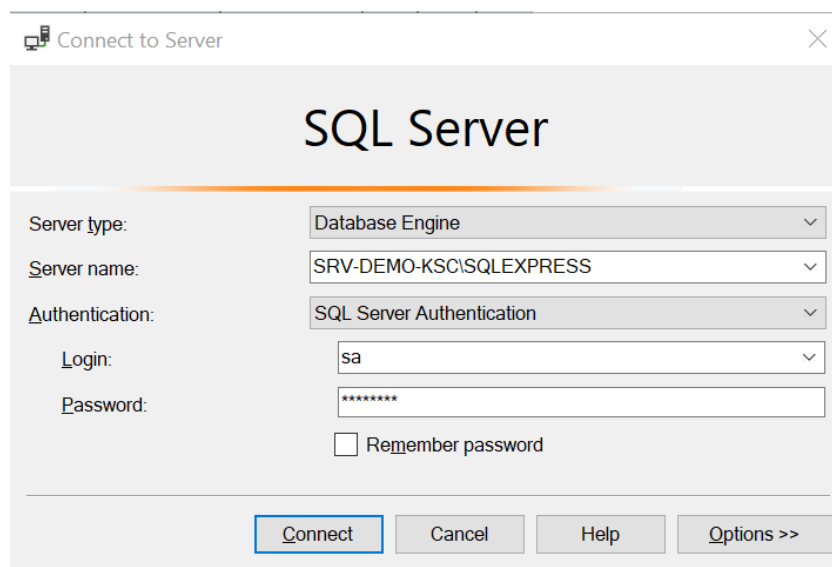 Connect to Server
SQL Server
Server type: Database Engine
Server name: SRV-DEMO-KSC\SQLEXPRESS
Authentication: SQL Server Authentication
Login: sa
Password: ********
Remember password
Connect Cancel Help Options >>